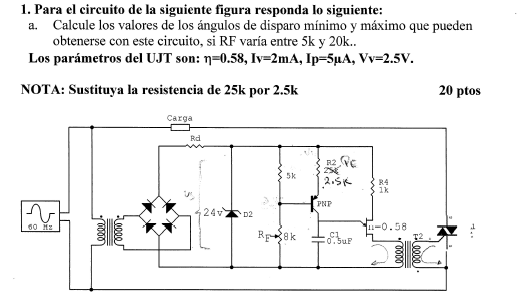 1. Para el circuito de la siguiente figura responda lo siguiente:
a. Calcule los valores de los ángulos de disparo mínimo y máximo que pueden
obtenerse con este circuito, si RF varía entre 5k y 20k..
Los parámetros del UJT son: η=0.58, Iv=2mA, Ip=5μA, Vv=2.5V.
NOTA: Sustituya la resistencia de 25k por 2.5k 20 ptos
Carga
Rd
R2 RE
25k
2.5K
5k
R4
1k
PNP
24v D2
60 Hz
RF 8k
C1
0.5uF
η=0.58
T2